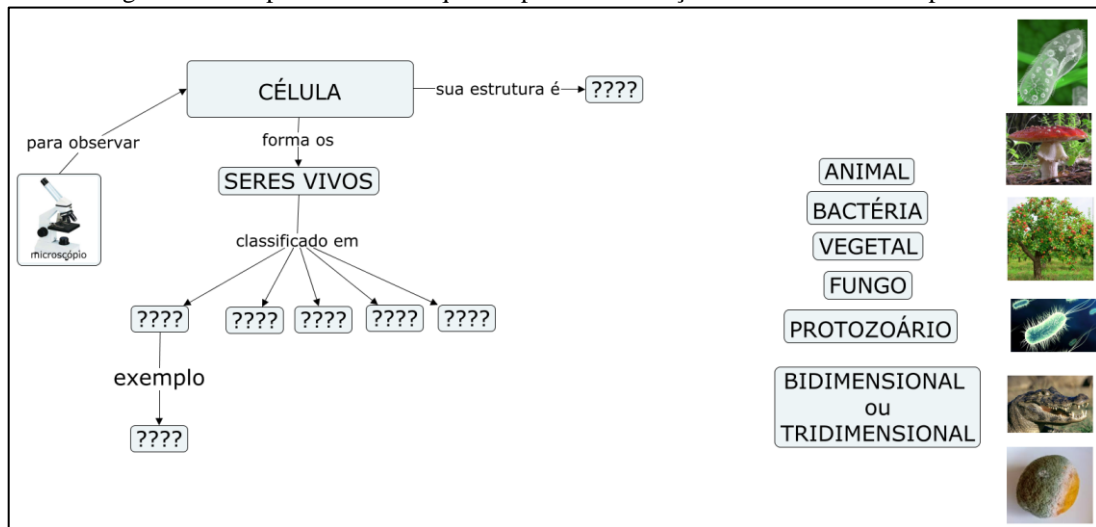 CÉLULA
sua estrutura é
????
para observar
forma os
microscópio
SERES VIVOS
classificado em
????
????
????
????
????
exemplo
????
ANIMAL
BACTÉRIA
VEGETAL
FUNGO
PROTOZOÁRIO
BIDIMENSIONAL
ou
TRIDIMENSIONAL